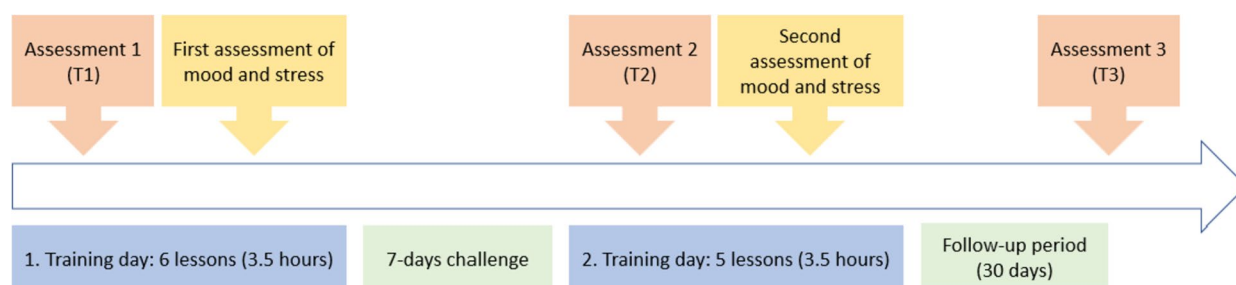 Assessment 1
(T1)
First assessment of
mood and stress
Assessment 2
(T2)
Second
assessment of
mood and stress
Assessment 3
(T3)
1. Training day: 6 lessons (3.5 hours)
7-days challenge
2. Training day: 5 lessons (3.5 hours)
Follow-up period
(30 days)